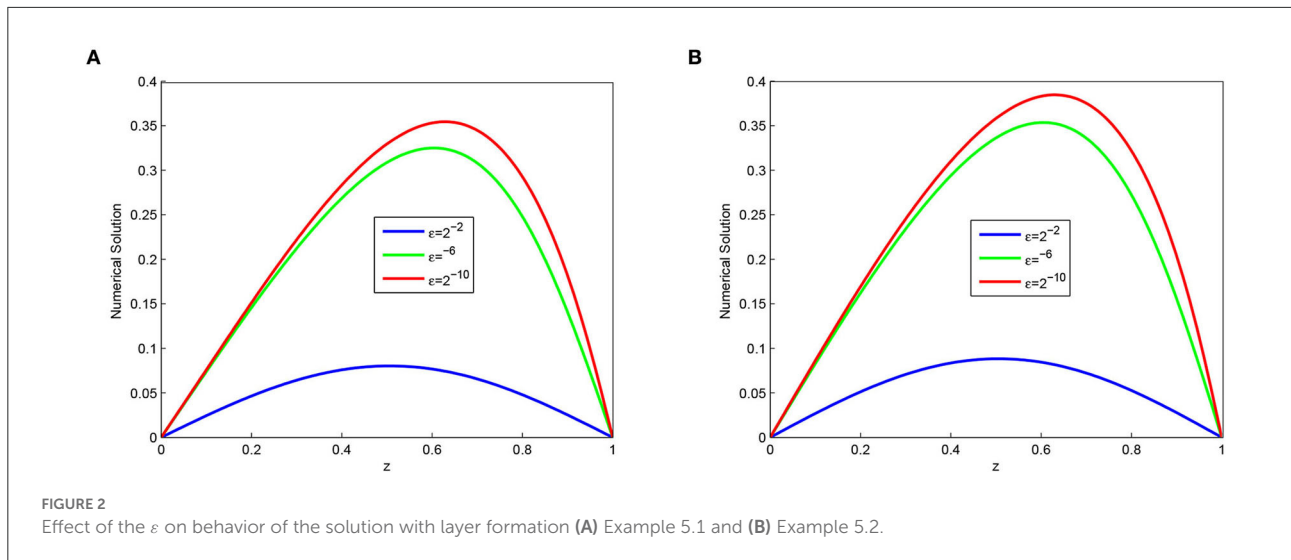 A
0.4
0.35
0.3
0.25
0.2
0.15
0.1
0.05
0
Numerical Solution
ε=2⁻²
ε=⁻⁶
ε=2⁻¹⁰
0
0.2
0.4
0.6
0.8
1
z
B
0.4
0.35
0.3
0.25
0.2
0.15
0.1
0.05
0
Numerical Solution
ε=2⁻²
ε=⁻⁶
ε=2⁻¹⁰
0
0.2
0.4
0.6
0.8
1
z
FIGURE 2
Effect of the ε on behavior of the solution with layer formation (A) Example 5.1 and (B) Example 5.2.